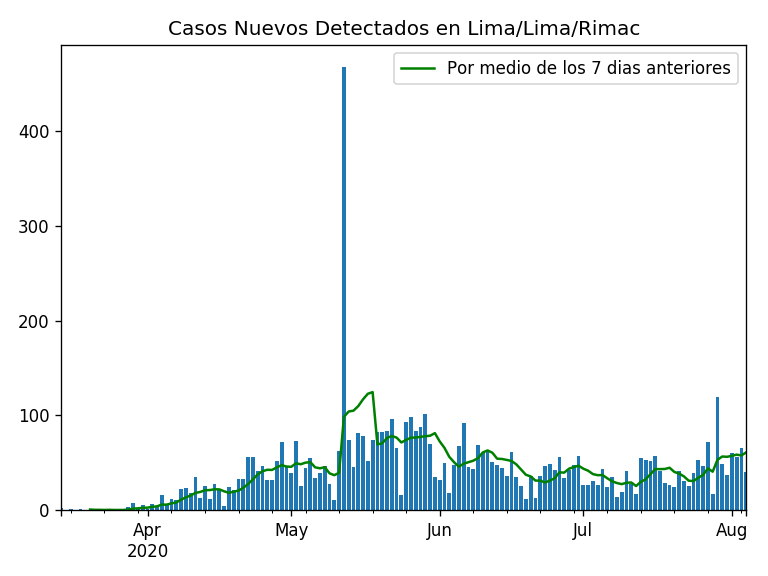 Casos Nuevos Detectados en Lima/Lima/Rimac
Por medio de los 7 dias anteriores
400
300
200
100
0
Apr
2020
May
Jun
Jul
Aug